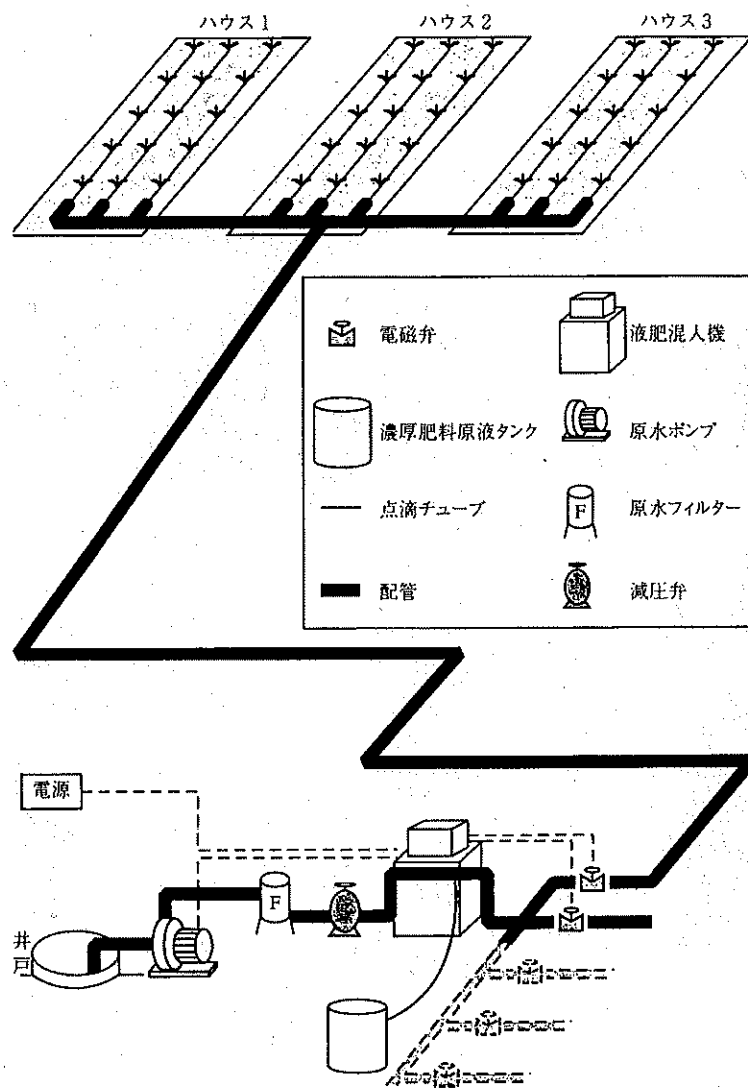 ハウス1 ハウス2 ハウス3
電磁弁 液肥混人機
濃厚肥料原液タンク 原水ポンプ
点滴チューブ F 原水フィルター
配管 減圧弁
電源
F
井戸